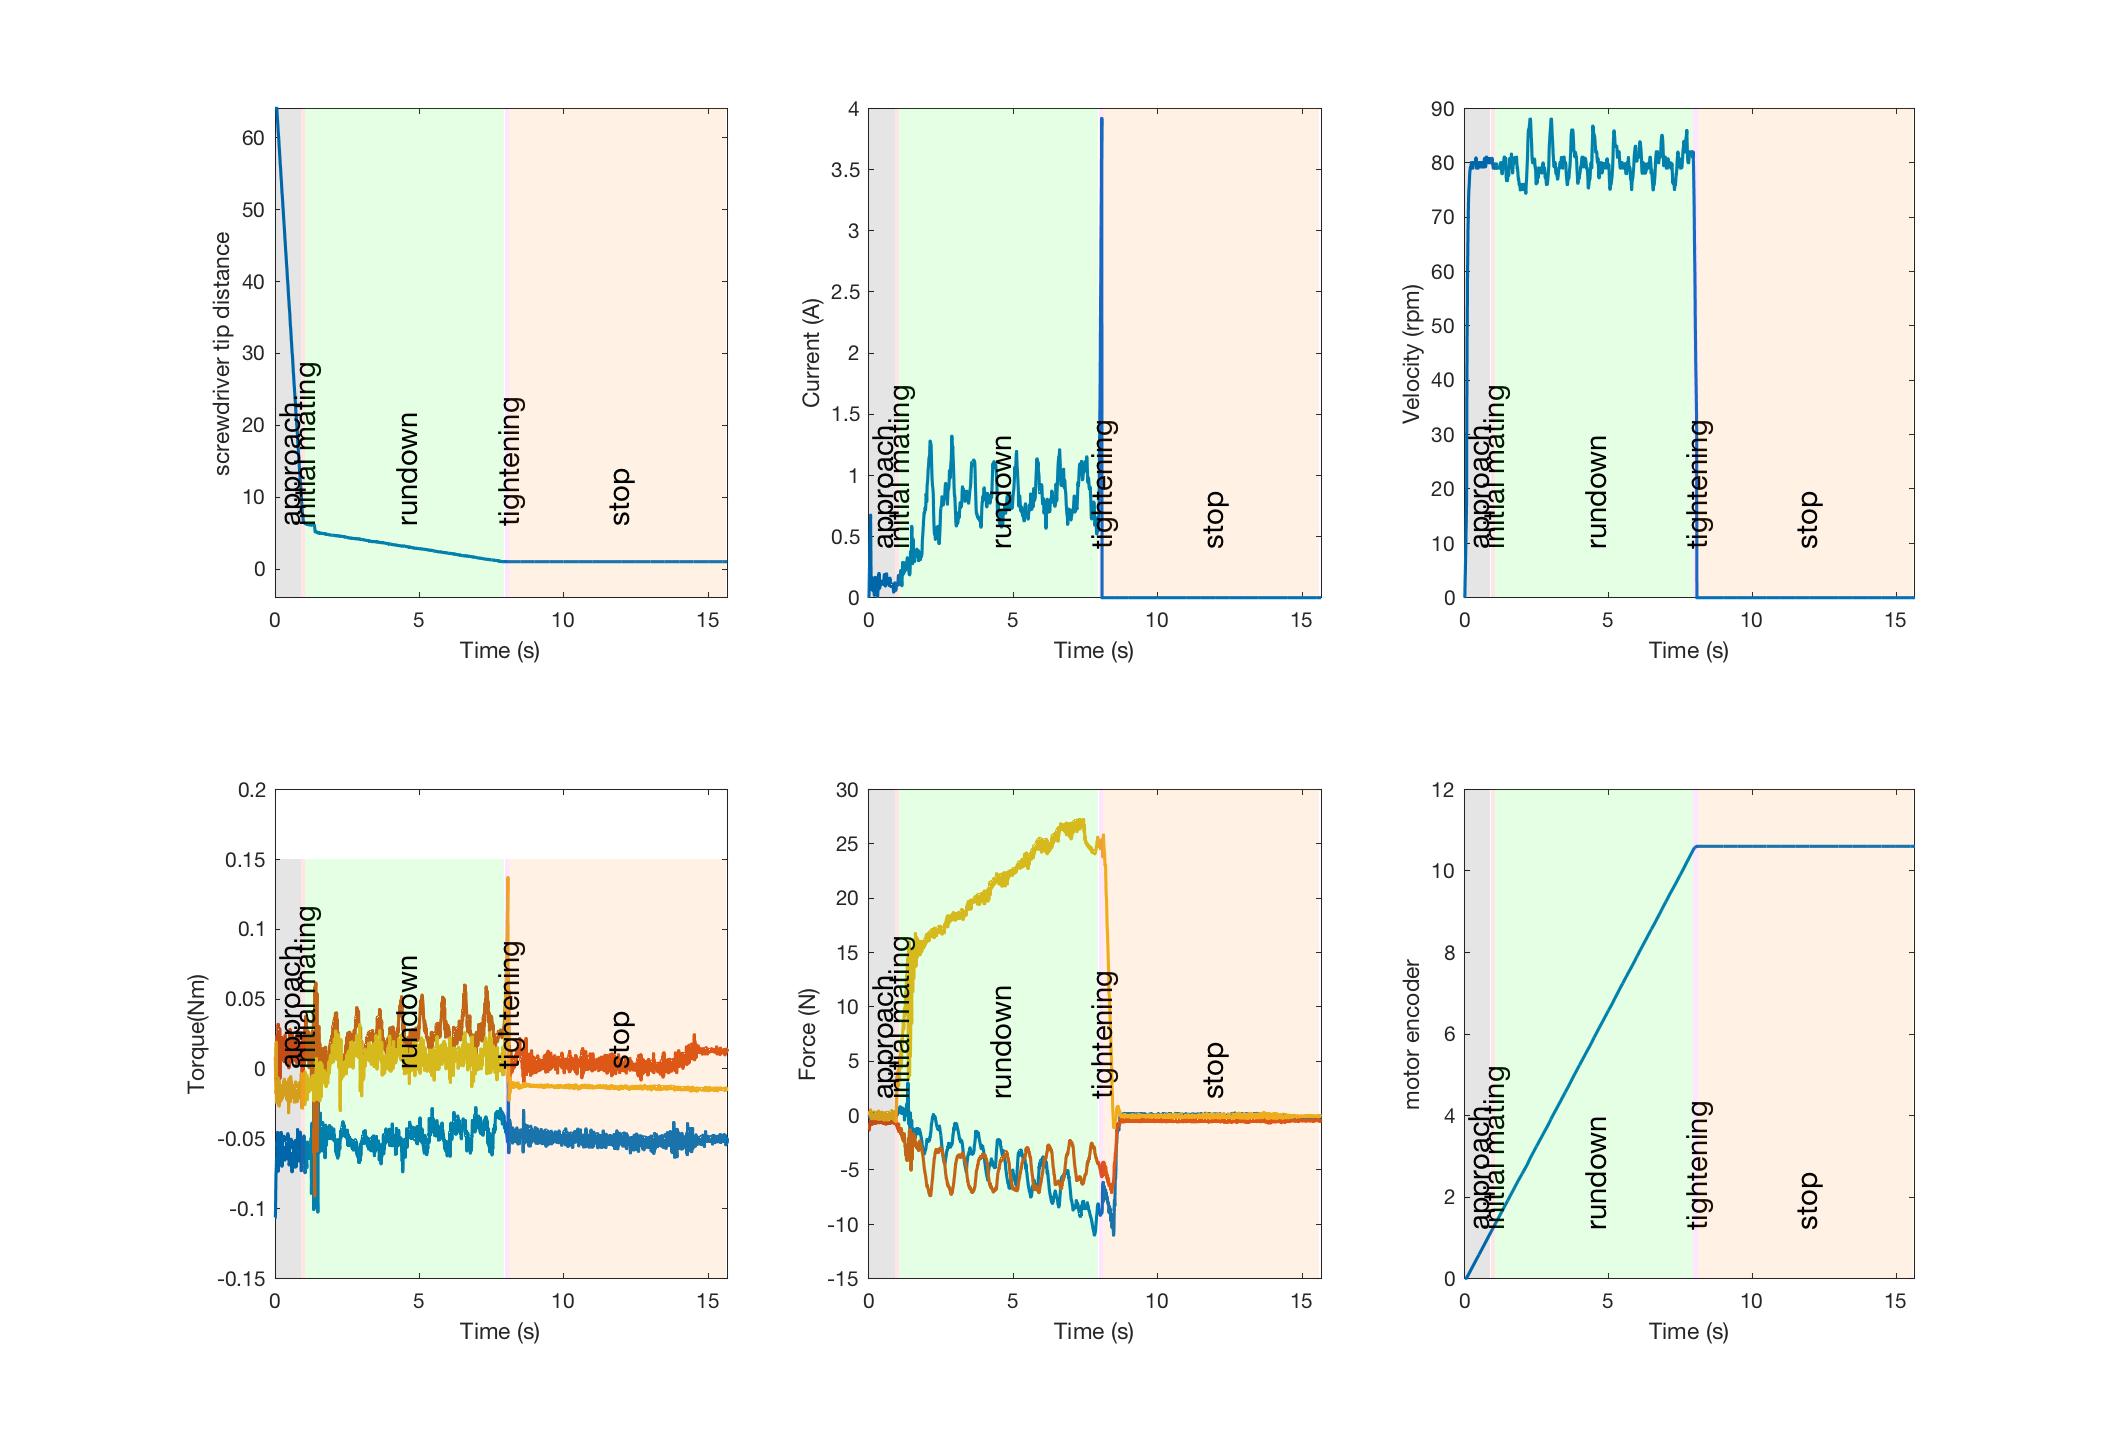 screwdriver tip distance
60
50
40
30
20
10
0
approach
initial mating
rundown
tightening
stop
0 5 10 15
Time (s)
Current (A)
4
3.5
3
2.5
2
1.5
1
0.5
0
approach
initial mating
rundown
tightening
stop
0 5 10 15
Time (s)
Velocity (rpm)
90
80
70
60
50
40
30
20
10
0
approach
initial mating
rundown
tightening
stop
0 5 10 15
Time (s)
Torque(Nm)
0.2
0.15
0.1
0.05
0
-0.05
-0.1
-0.15
approach
initial mating
rundown
tightening
stop
0 5 10 15
Time (s)
Force (N)
30
25
20
15
10
5
0
-5
-10
-15
approach
initial mating
rundown
tightening
stop
0 5 10 15
Time (s)
motor encoder
12
10
8
6
4
2
0
approach
initial mating
rundown
tightening
stop
0 5 10 15
Time (s)